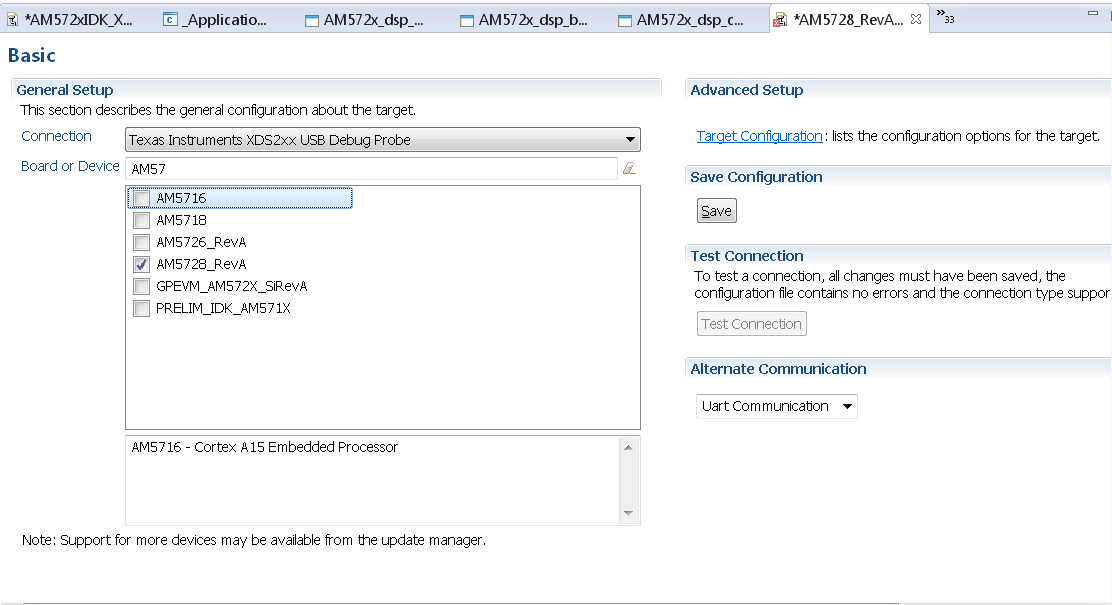 *AM572xIDK_X... _Applicatio... AM572x_dsp_... AM572x_dsp_b... AM572x_dsp_c... *AM5728_RevA... »33
Basic
General Setup
This section describes the general configuration about the target.
Connection Texas Instruments XDS2xx USB Debug Probe
Board or Device AM57
AM5716
AM5718
AM5726_RevA
AM5728_RevA
GPEVM_AM572X_SiRevA
PRELIM_IDK_AM571X
AM5716 - Cortex A15 Embedded Processor
Note: Support for more devices may be available from the update manager.
Advanced Setup
Target Configuration: lists the configuration options for the target.
Save Configuration
Save
Test Connection
To test a connection, all changes must have been saved, the
configuration file contains no errors and the connection type suppor
Test Connection
Alternate Communication
Uart Communication